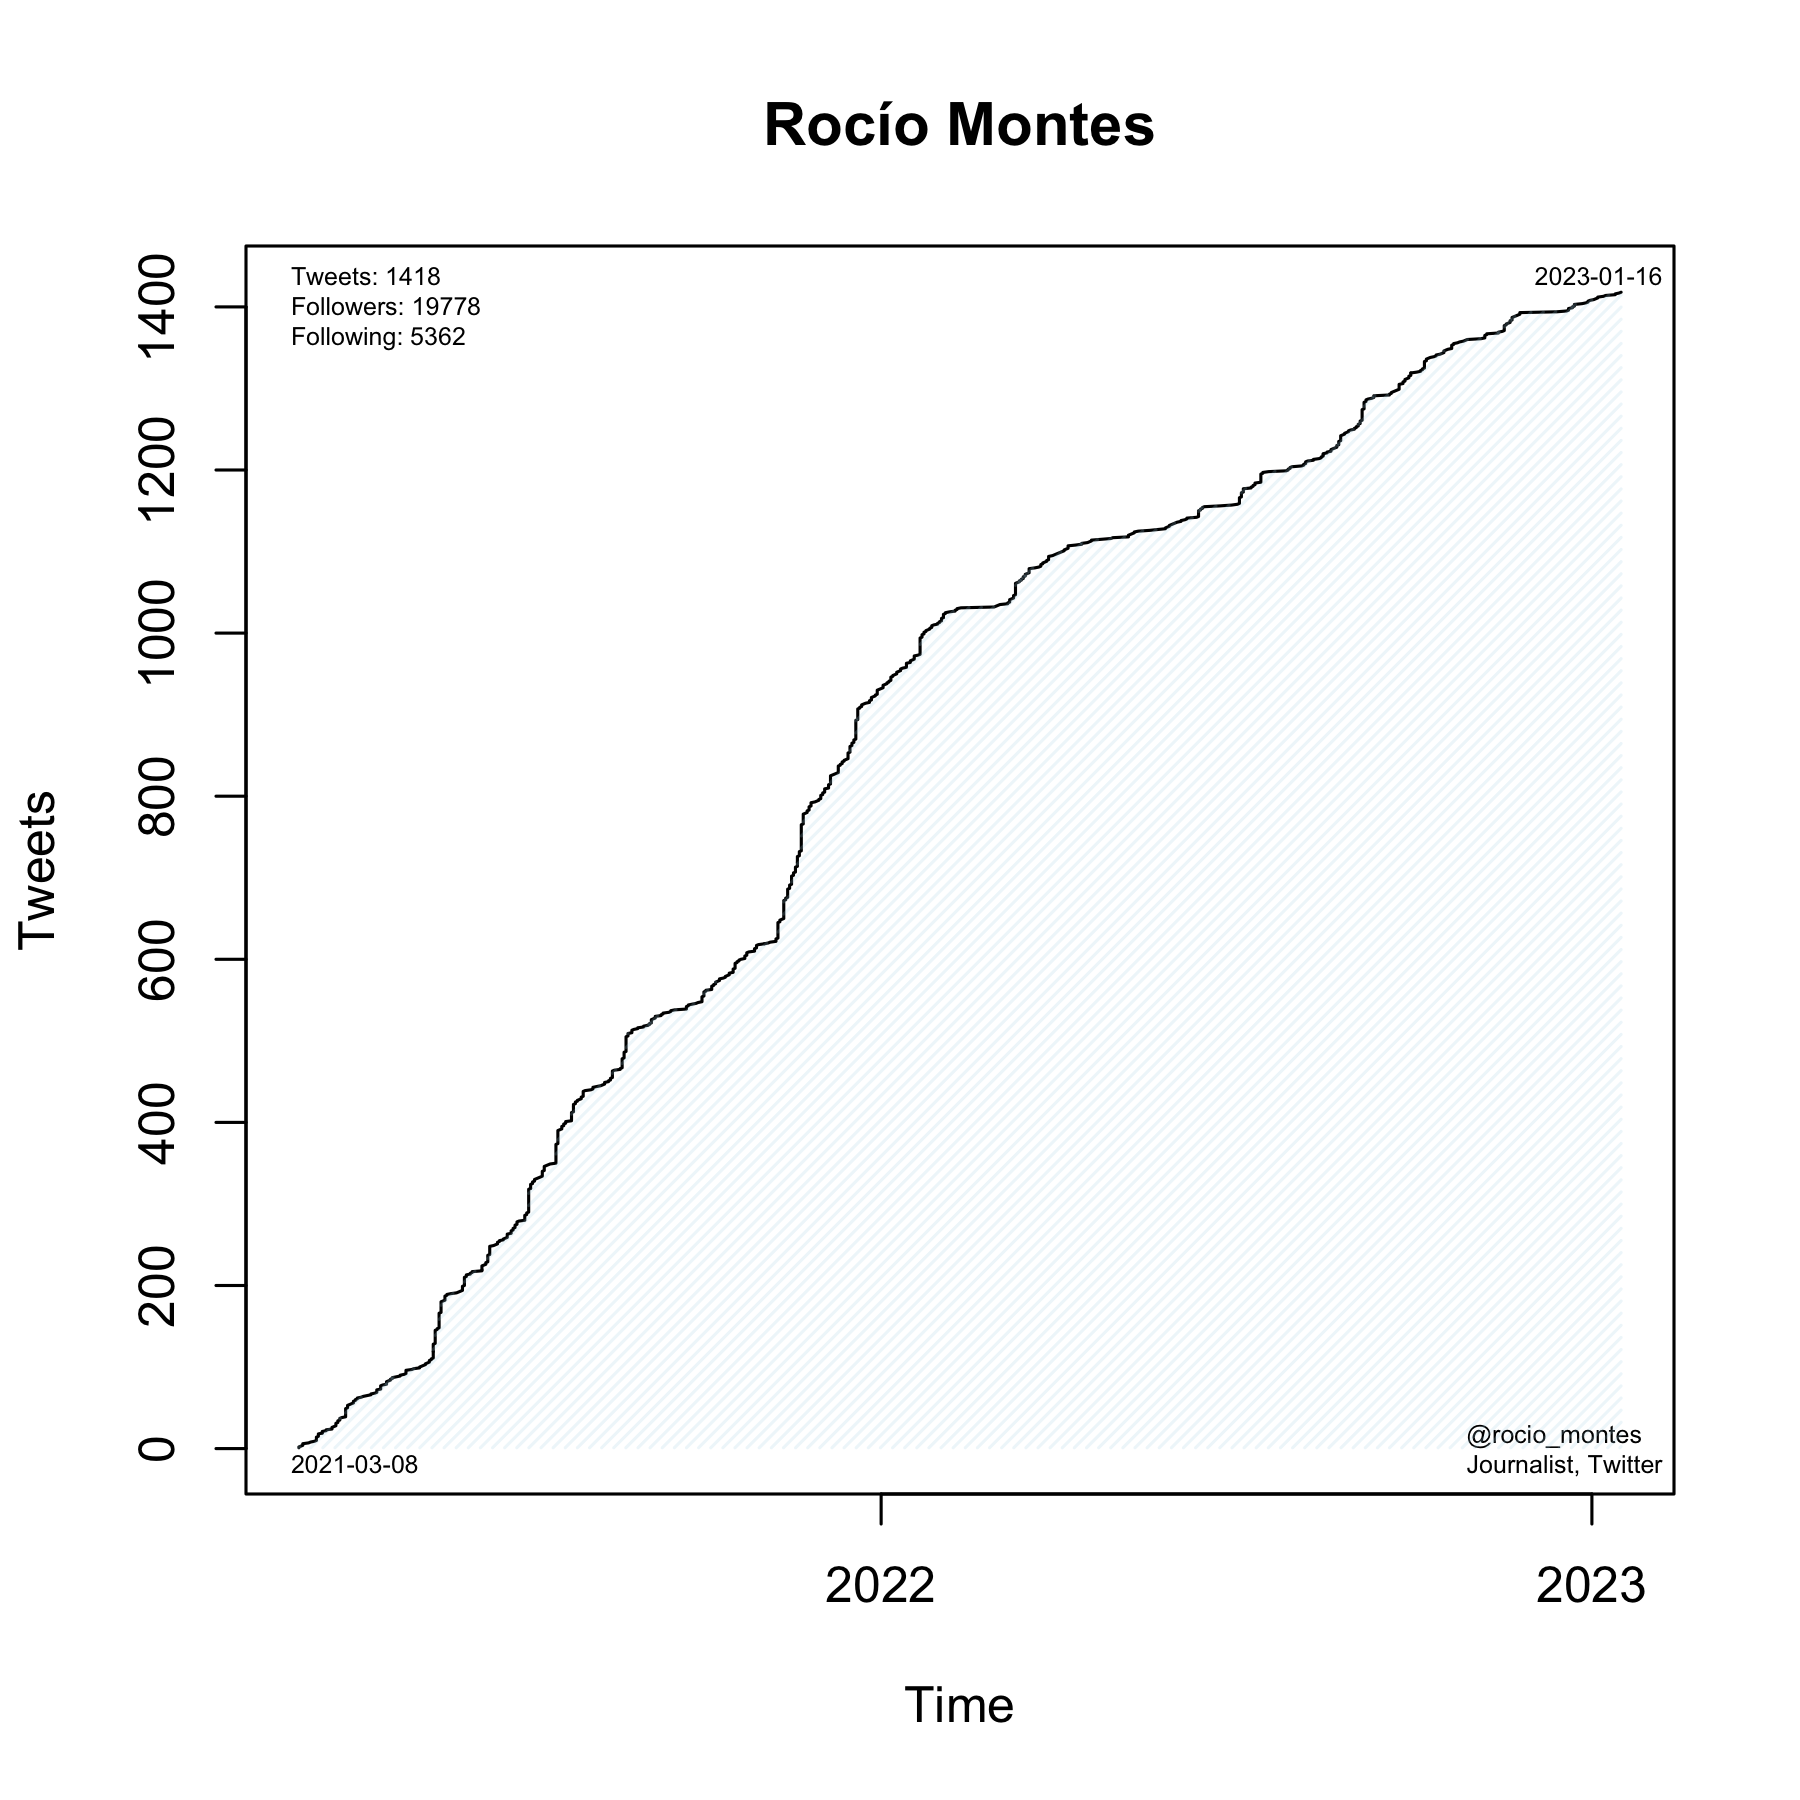 Rocío Montes
Tweets: 1418
Followers: 19778
Following: 5362
2023-01-16
1400
1200
1000
800
600
400
200
0
Tweets
2021-03-08
@rocio_montes
Journalist, Twitter
2022
2023
Time